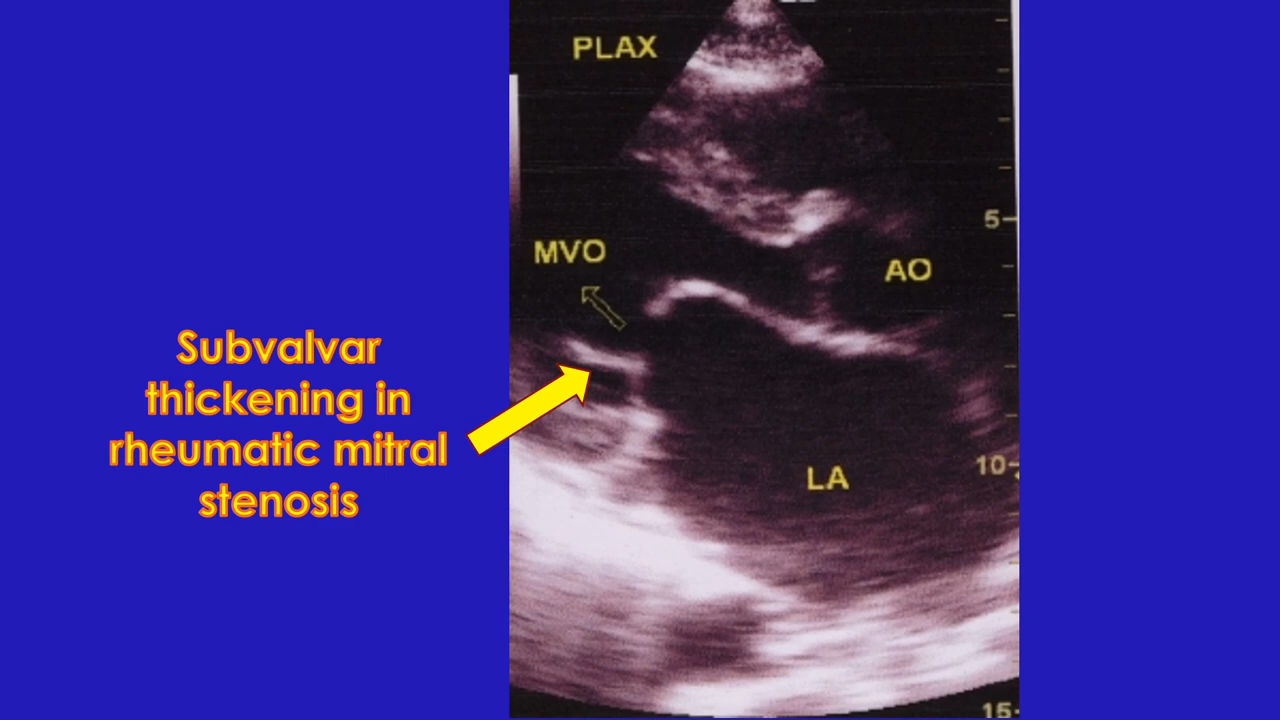 PLAX
5
MVO
AO
Subvalvar
thickening in
rheumatic mitral
stenosis
10
LA
15